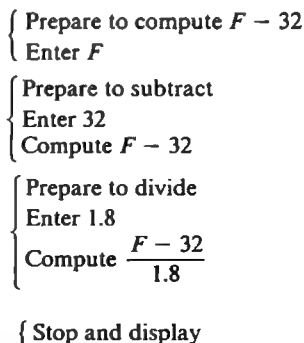 Prepare to compute F − 32
Enter F
Prepare to subtract
Enter 32
Compute F − 32
Prepare to divide
Enter 1.8
Compute (F − 32)/1.8
Stop and display